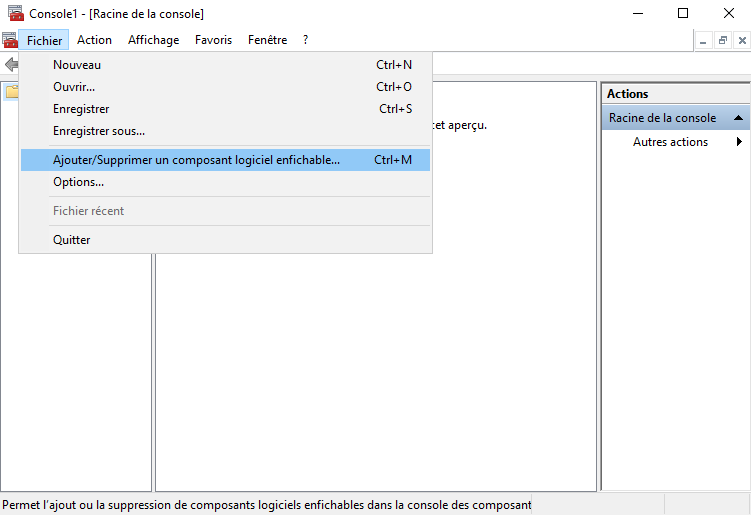 Console1 - [Racine de la console]
Fichier Action Affichage Favoris Fenêtre ?
Nouveau Ctrl+N
Ouvrir... Ctrl+O
Enregistrer Ctrl+S
Enregistrer sous...
Ajouter/Supprimer un composant logiciel enfichable... Ctrl+M
Options...
Fichier récent
Quitter
cet aperçu.
Actions
Racine de la console
Autres actions
Permet l'ajout ou la suppression de composants logiciels enfichables dans la console des composant